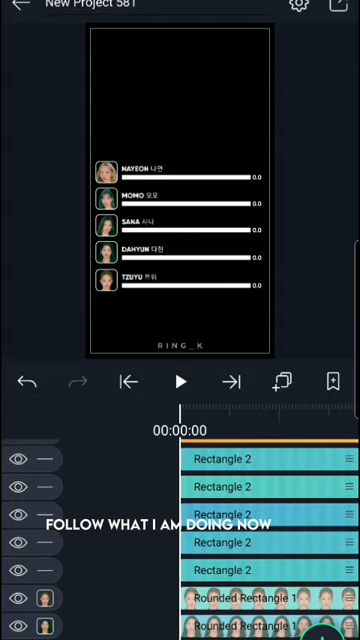 New Project 581
NAYEON 나연
0.0
MOMO 모모
0.0
SANA 사나
0.0
DAHYUN 다현
0.0
TZUYU 쯔위
0.0
RING_K
00:00:00
Rectangle 2
Rectangle 2
Rectangle 2
FOLLOW WHAT I AM DOING NOW
Rectangle 2
Rectangle 2
Rounded Rectangle 1
Rounded Rectangle 1